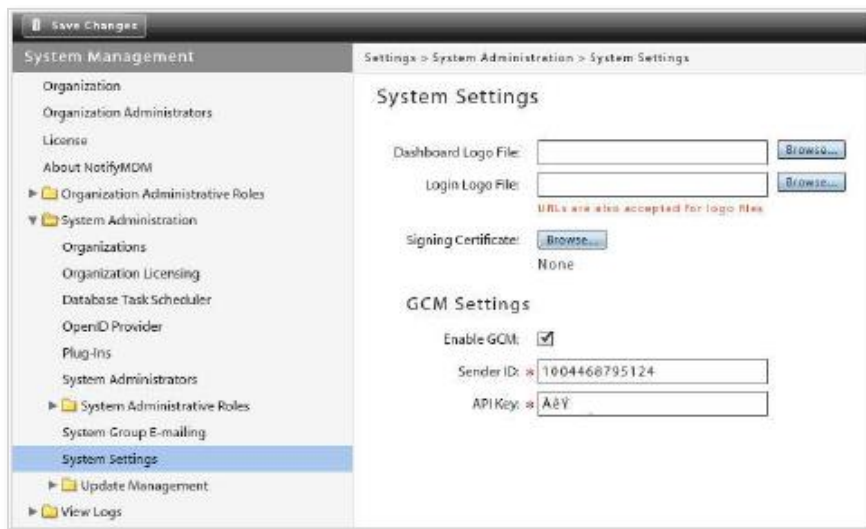 Save Changes
System Management
Organization
Organization Administrators
License
About NotifyMDM
Organization Administrative Roles
System Administration
Organizations
Organization Licensing
Database Task Scheduler
OpenID Provider
Plug-Ins
System Administrators
System Administrative Roles
System Group E-mailing
System Settings
Update Management
View Logs
Settings > System Administration > System Settings
System Settings
Dashboard Logo File:
Browse...
Login Logo File:
Browse...
URLs are also accepted for logo files
Signing Certificate:
Browse...
None
GCM Settings
Enable GCM:
Sender ID: * 1004468795124
API Key: * ÀêÝ